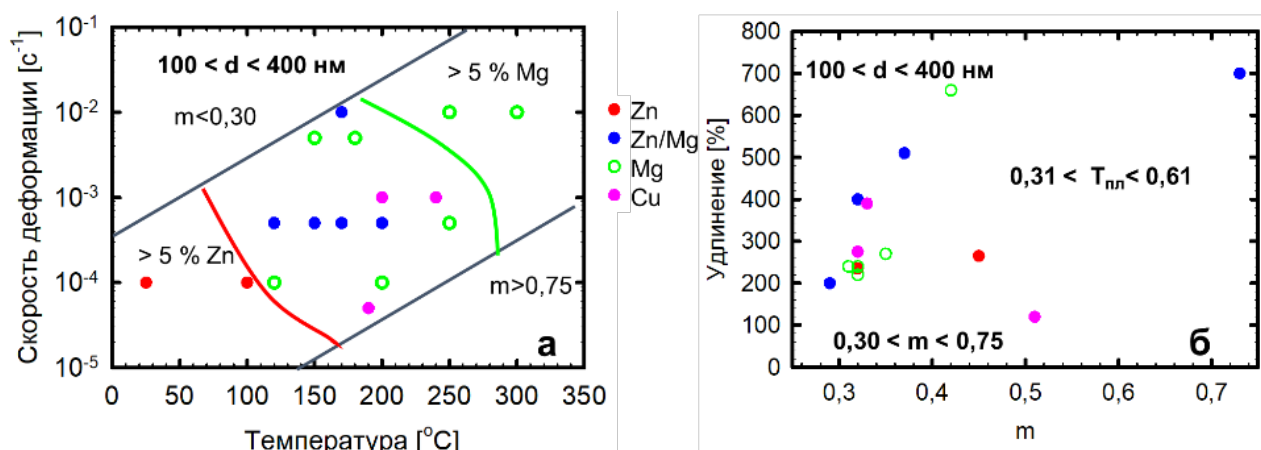 Скорость деформации [с⁻¹]
10⁻¹
10⁻²
10⁻³
10⁻⁴
10⁻⁵
100 < d < 400 нм
> 5 % Mg
m<0,30
> 5 % Zn
m>0,75
а
0 50 100 150 200 250 300 350
Температура [°C]
Zn
Zn/Mg
Mg
Cu
Удлинение [%]
800
700
600
500
400
300
200
100
0
100 < d < 400 нм
0,31 < Tпл < 0,61
0,30 < m < 0,75
б
0,3 0,4 0,5 0,6 0,7
m